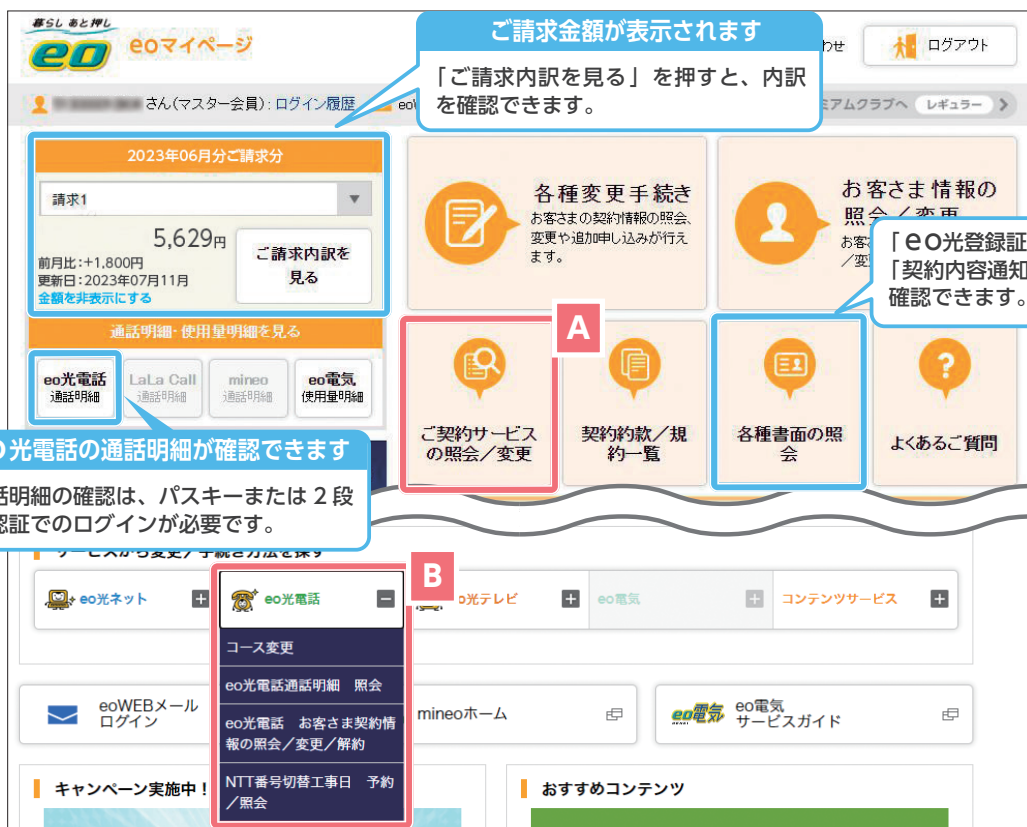 暮らし あと押し
eo
eoマイページ
ご請求金額が表示されます
「ご請求内訳を見る」を押すと、内訳
を確認できます。
わせ
ログアウト
さん(マスター会員):ログイン履歴
ミアムクラブへ
レギュラー
2023年06月分ご請求分
請求1
5,629円
前月比:+1,800円
更新日:2023年07月11月
金額を非表示にする
ご請求内訳を
見る
各種変更手続き
お客さまの契約情報の照会、
変更や追加申し込みが行え
ます。
お客さま情報の
照会/変更
「eo光登録証
「契約内容通知
確認できます。
通話明細・使用量明細を見る
eo光電話
通話明細
LaLa Call
通話明細
mineo
通話明細
eo電気
使用量明細
A
ご契約サービス
の照会/変更
契約約款/規
約一覧
各種書面の照
会
よくあるご質問
光電話の通話明細が確認できます
話明細の確認は、パスキーまたは2段
認証でのログインが必要です。
サービスから変更/手続き方法を探す
B
eo光ネット
eo光電話
o光テレビ
eo電気
コンテンツサービス
コース変更
eo光電話通話明細 照会
eo光電話 お客さま契約情
報の照会/変更/解約
NTT番号切替工事日 予約
/照会
eoWEBメール
ログイン
mineoホーム
eo電気
eo電気
サービスガイド
キャンペーン実施中!
おすすめコンテンツ